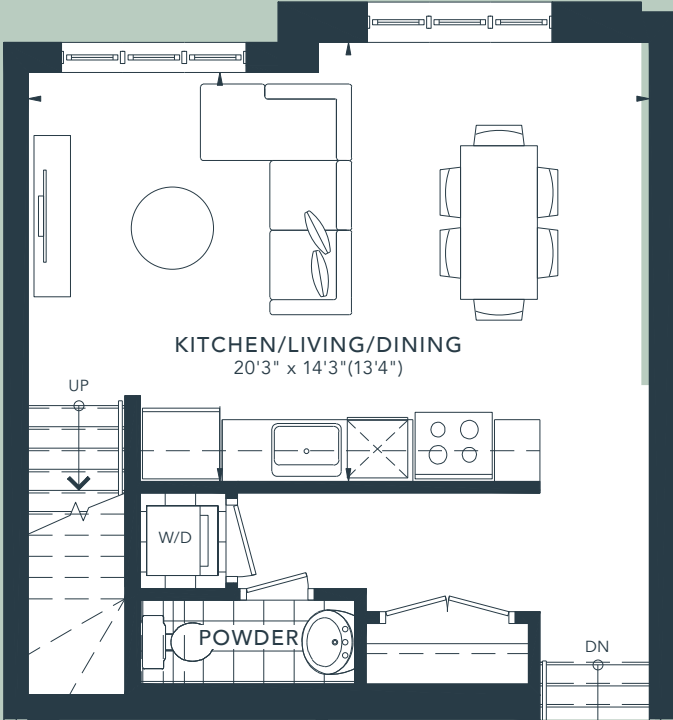 KITCHEN/LIVING/DINING
20'3" x 14'3"(13'4")
UP
W/D
POWDER
DN